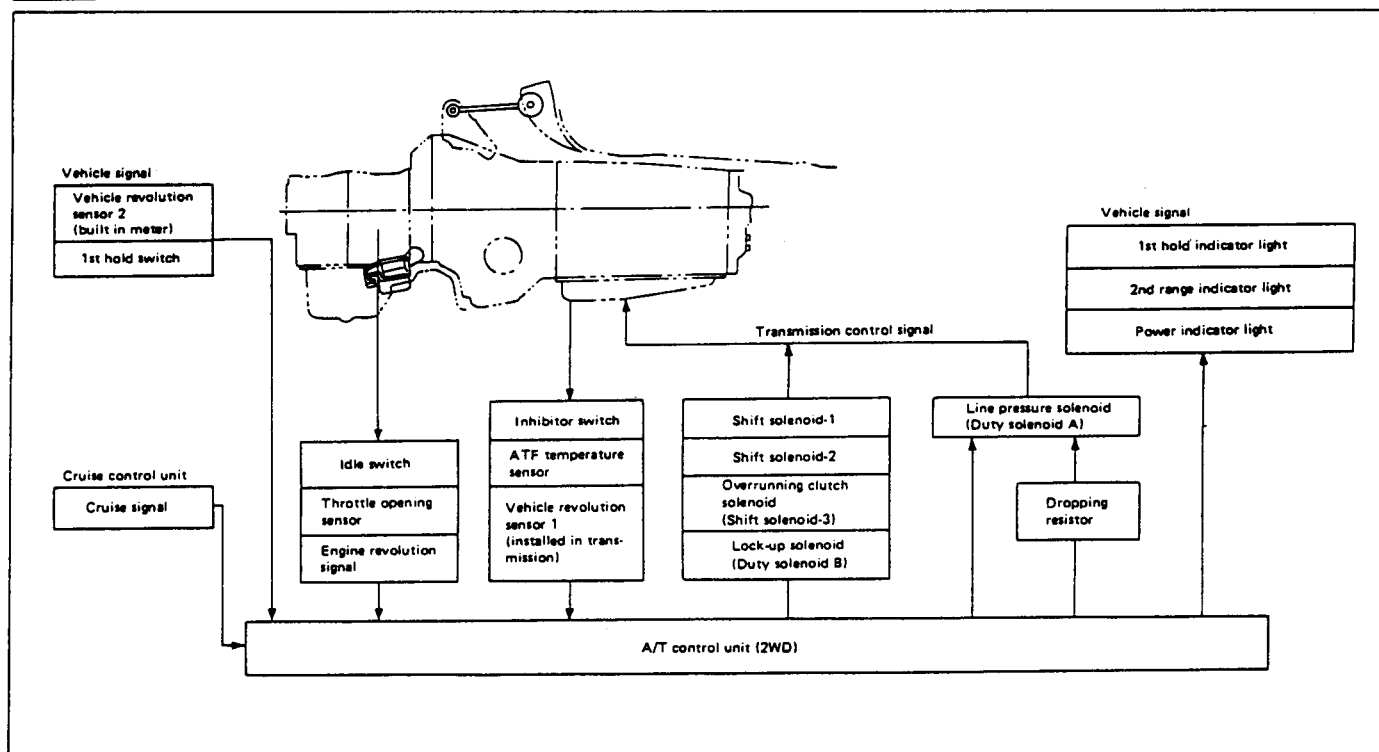 Vehicle signal
Vehicle revolution
sensor 2
(built in meter)
1st hold switch
Cruise control unit
Cruise signal
Idle switch
Throttle opening
sensor
Engine revolution
signal
Inhibitor switch
ATF temperature
sensor
Vehicle revolution
sensor 1
(installed in trans-
mission)
Transmission control signal
Shift solenoid-1
Shift solenoid-2
Overrunning clutch
solenoid
(Shift solenoid-3)
Lock-up solenoid
(Duty solenoid B)
Line pressure solenoid
(Duty solenoid A)
Dropping
resistor
Vehicle signal
1st hold indicator light
2nd range indicator light
Power indicator light
A/T control unit (2WD)